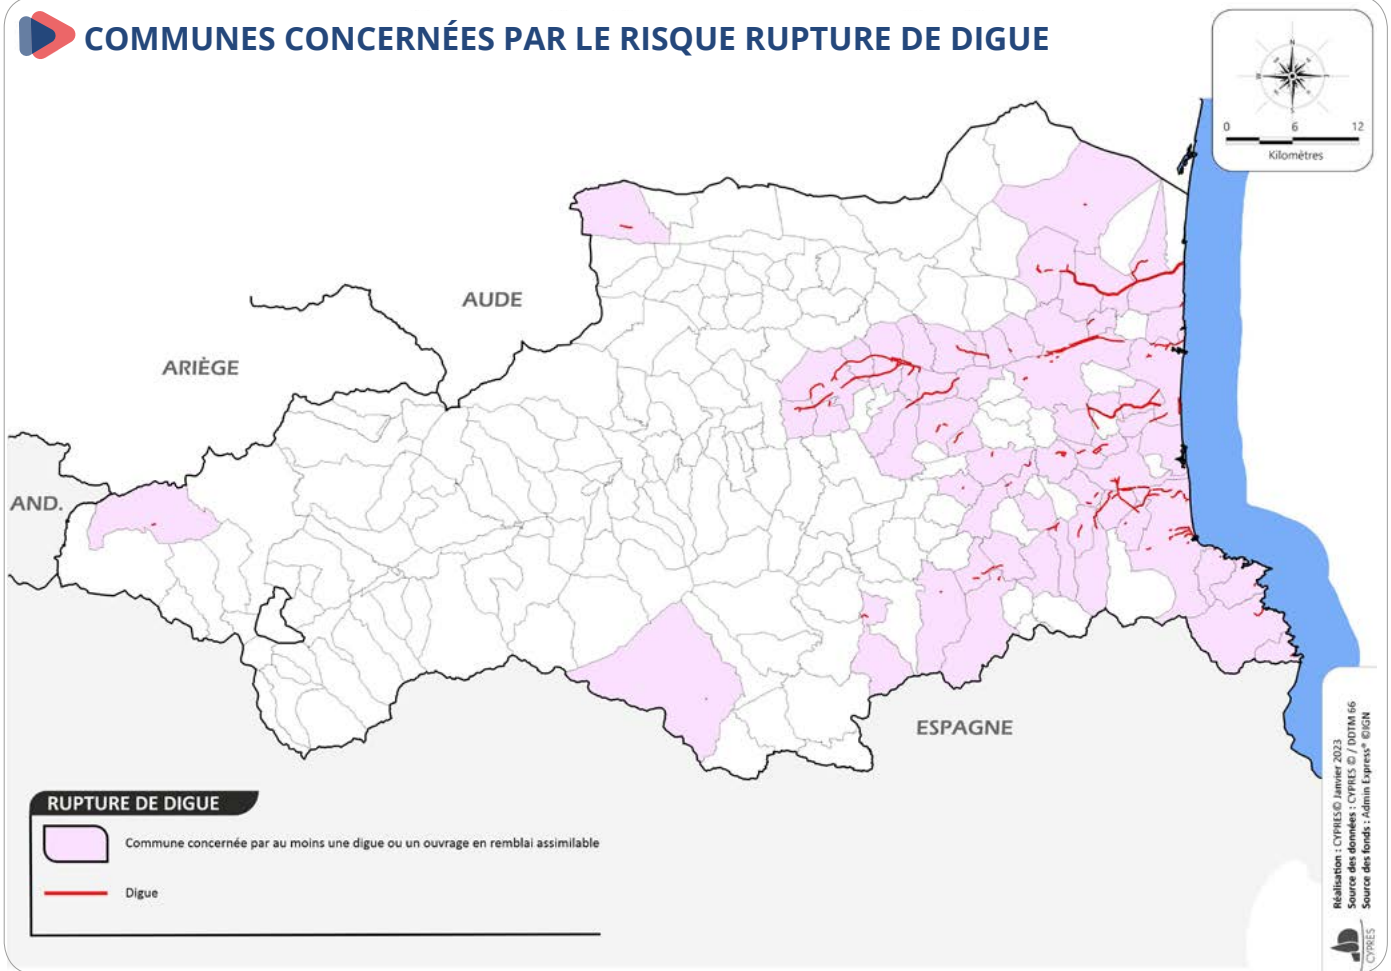 COMMUNES CONCERNÉES PAR LE RISQUE RUPTURE DE DIGUE
N
S
0 6 12
Kilomètres
AUDE
ARIÈGE
AND.
ESPAGNE
RUPTURE DE DIGUE
Commune concernée par au moins une digue ou un ouvrage en remblai assimilable
Digue
Réalisation : CYPRES© Janvier 2023
Source des données : CYPRES © / DDTM 66
Source des fonds : Admin Express® ©IGN
CYPRÈS